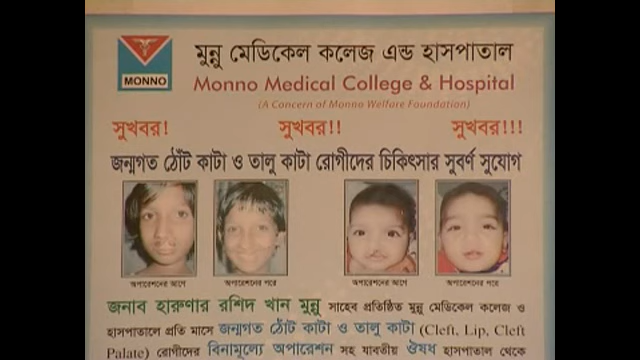 মুন্নু মেডিকেল কলেজ এন্ড হাসপাতাল
MONNO
Monno Medical College & Hospital
(A Concern of Monno Welfare Foundation)
সুখবর! সুখবর!! সুখবর!!!
জন্মগত ঠোঁট কাটা ও তালু কাটা রোগীদের চিকিৎসার সুবর্ণ সুযোগ
অপারেশনের আগে অপারেশনের পরে অপারেশনের আগে অপারেশনের পরে
জনাব হারুণার রশিদ খান মুন্নু সাহেব প্রতিষ্ঠিত মুন্নু মেডিকেল কলেজ ও
হাসপাতালে প্রতি মাসে জন্মগত ঠোঁট কাটা ও তালু কাটা (Cleft, Lip, Cleft
Palate) রোগীদের বিনামূল্যে অপারেশন সহ যাবতীয় ঔষধ হাসপাতাল থেকে